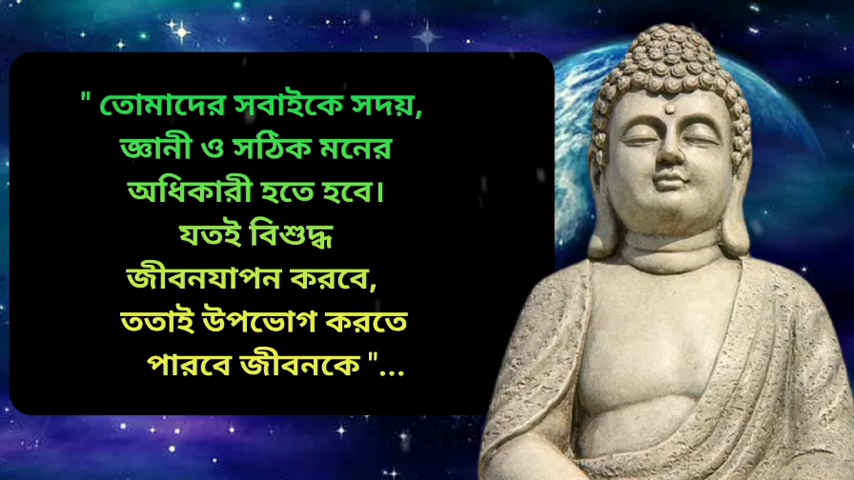 " তোমাদের সবাইকে সদয়,
জ্ঞানী ও সঠিক মনের
অধিকারী হতে হবে।
যতই বিশুদ্ধ
জীবনযাপন করবে,
ততাই উপভোগ করতে
পারবে জীবনকে "...